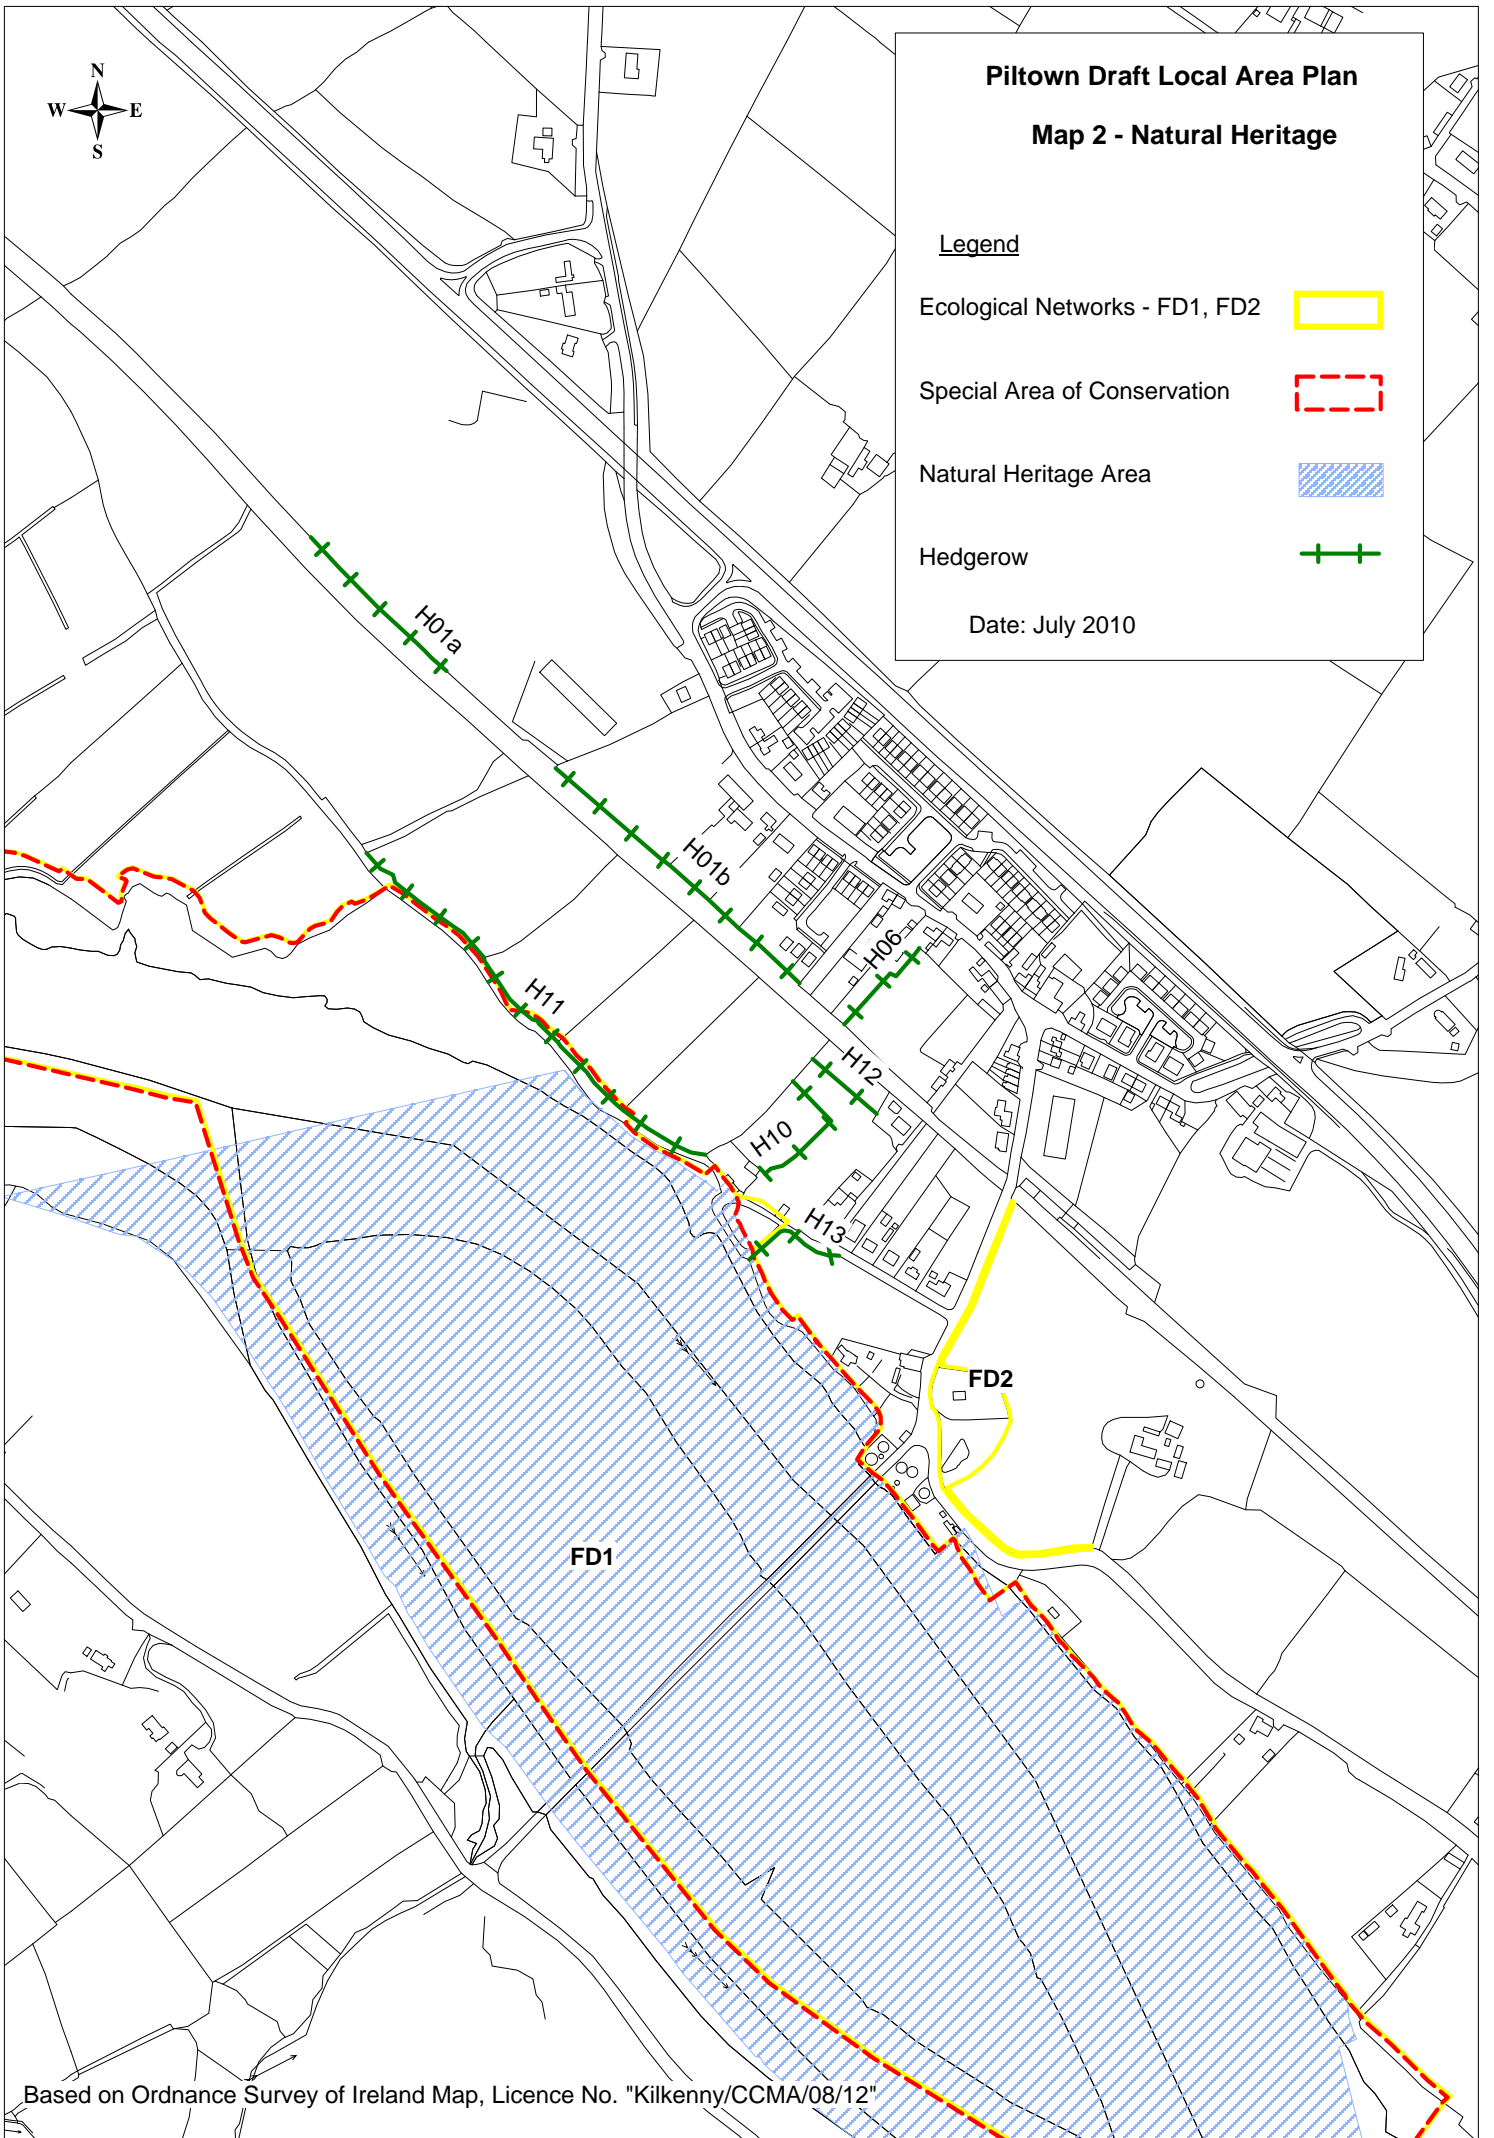 Piltown Draft Local Area Plan
Map 2 - Natural Heritage
N
W E
S
Legend
Ecological Networks - FD1, FD2
Special Area of Conservation
Natural Heritage Area
Hedgerow
Date: July 2010
H01a
H01b
H06
H11
H12
H10
H13
FD2
FD1
Based on Ordnance Survey of Ireland Map, Licence No. "Kilkenny/CCMA/08/12"